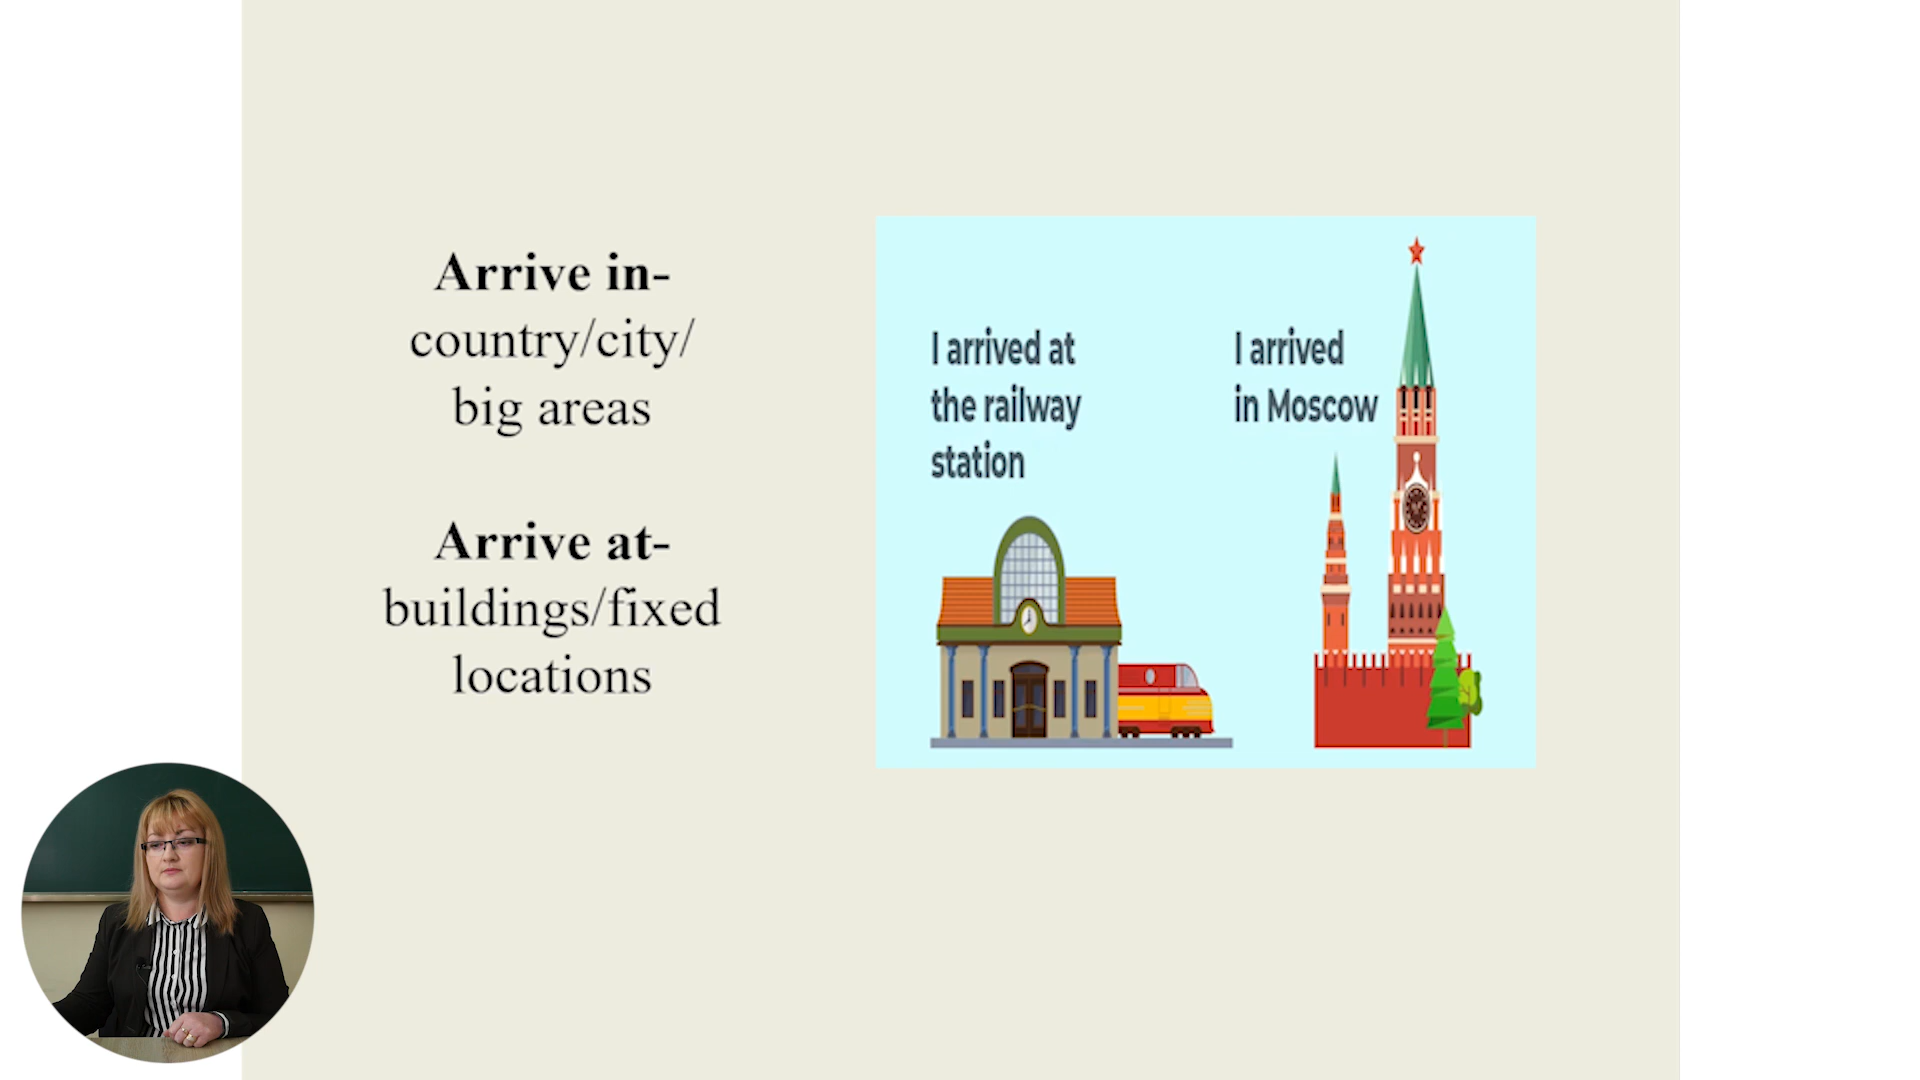 Arrive in-
country/city/
big areas
Arrive at-
buildings/fixed
locations
I arrived at
the railway
station
I arrived
in Moscow